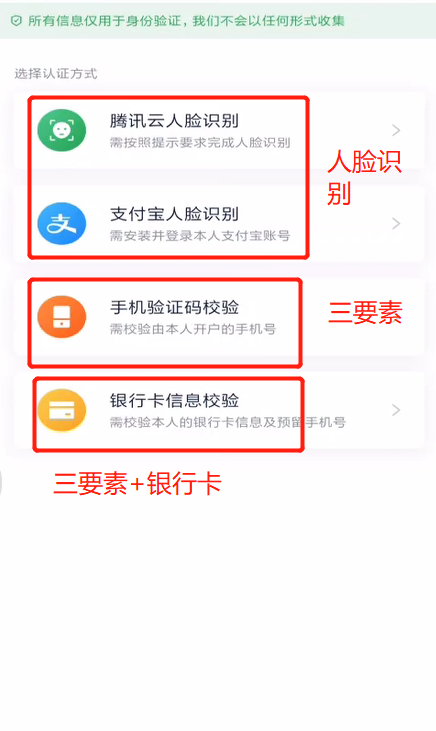 所有信息仅用于身份验证，我们不会以任何形式收集
选择认证方式
腾讯云人脸识别
需按照提示要求完成人脸识别
人脸识
别
支付宝人脸识别
需安装并登录本人支付宝账号
手机验证码校验
需校验由本人开户的手机号
三要素
银行卡信息校验
需校验本人的银行卡信息及预留手机号
三要素+银行卡